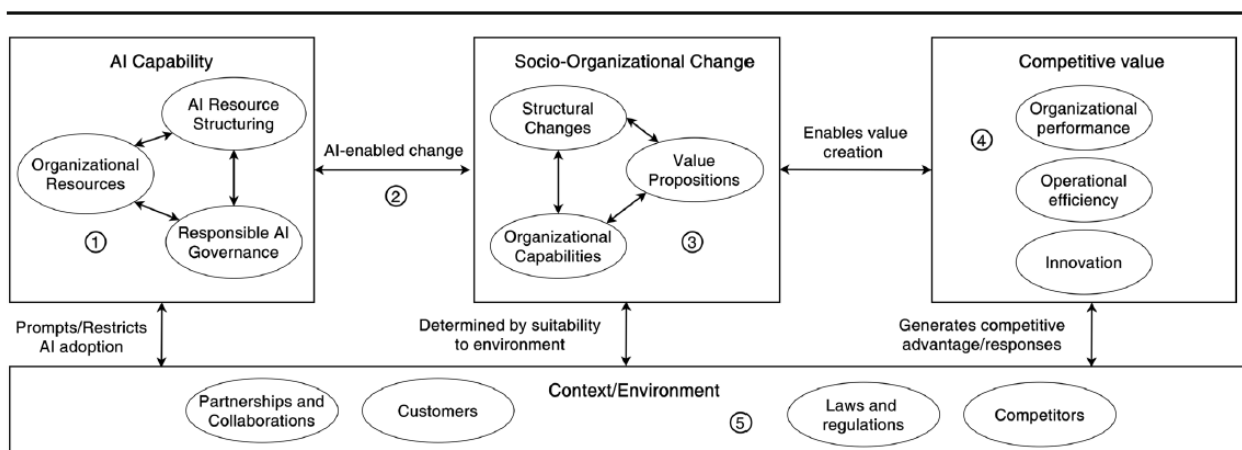 AI Capability
AI Resource
Structuring
Organizational
Resources
Responsible AI
Governance
①
AI-enabled change
②
Socio-Organizational Change
Structural
Changes
Value
Propositions
Organizational
Capabilities
③
Enables value
creation
Competitive value
Organizational
performance
④
Operational
efficiency
Innovation
Prompts/Restricts
AI adoption
Determined by suitability
to environment
Generates competitive
advantage/responses
Context/Environment
Partnerships and
Collaborations
Customers
⑤
Laws and
regulations
Competitors